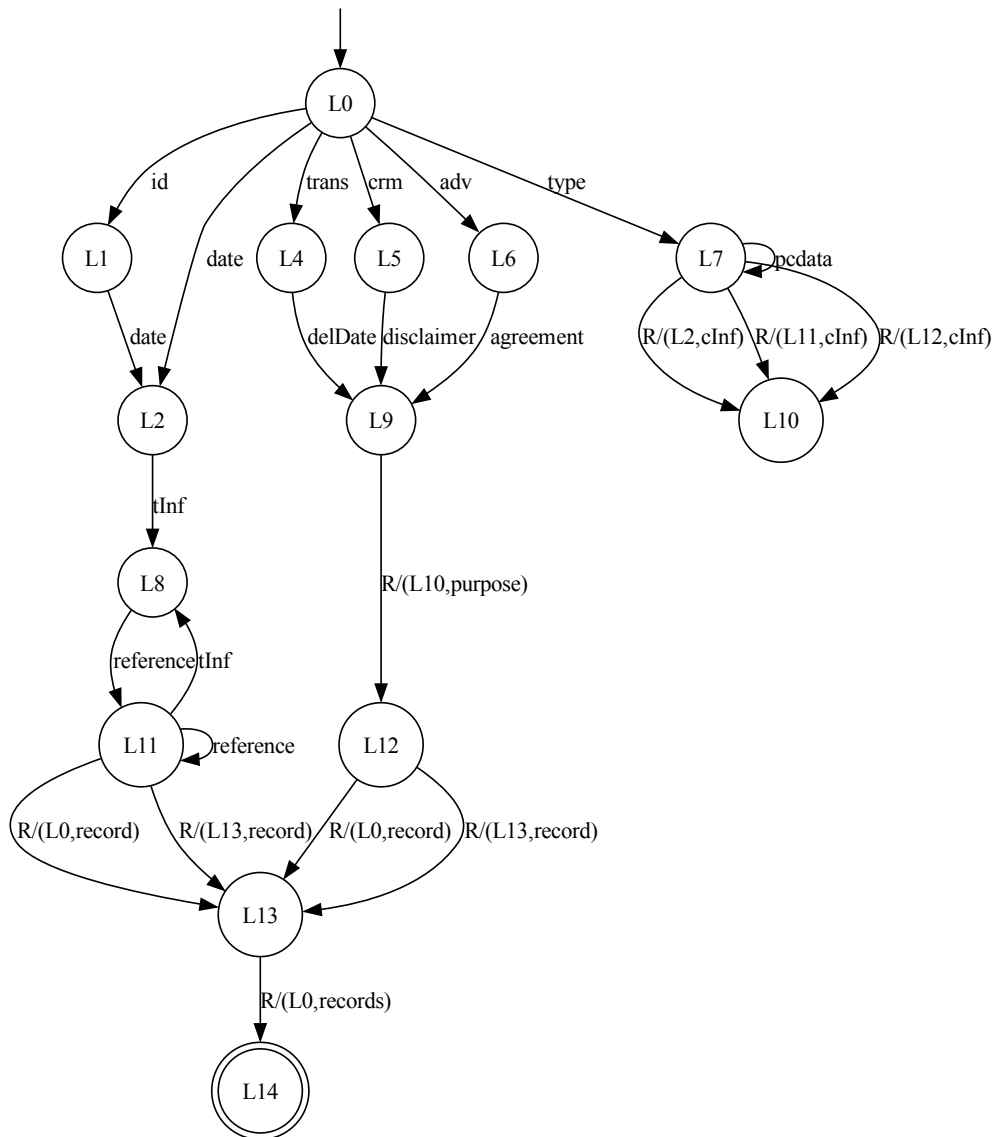 L0
id
trans
crm
adv
type
L1
date
L4
L5
L6
L7
pcdata
date
delDate
disclaimer
agreement
R/(L2,cInf)
R/(L11,cInf)
R/(L12,cInf)
L2
L9
L10
tInf
L8
R/(L10,purpose)
reference
tInf
L11
reference
L12
R/(L0,record)
R/(L13,record)
R/(L0,record)
R/(L13,record)
L13
R/(L0,records)
L14